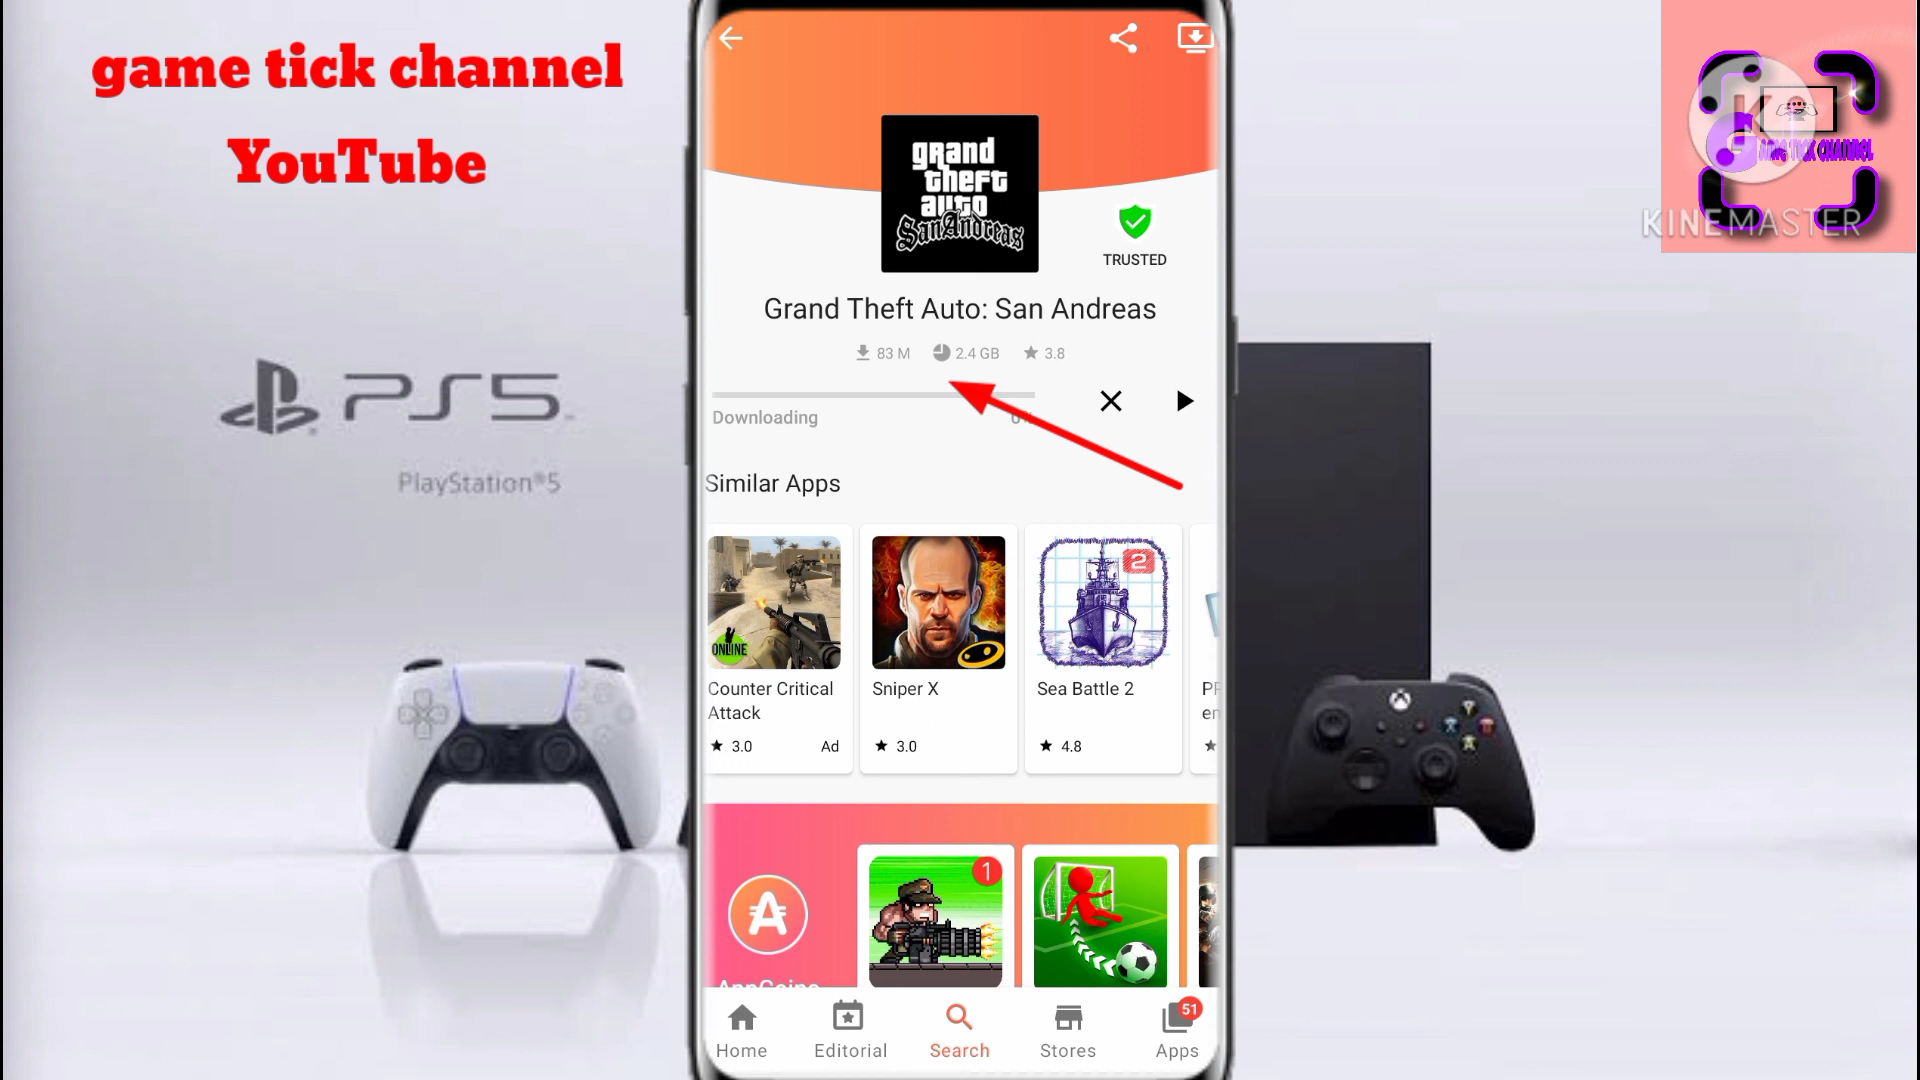 game tick channel
YouTube
KINEMASTER
grand
theft
auto
San Andreas
TRUSTED
Grand Theft Auto: San Andreas
83 M 2.4 GB 3.8
PS5
PlayStation®5
Downloading
Similar Apps
ONLINE
2
Counter Critical
Attack
3.0 Ad
Sniper X
3.0
Sea Battle 2
4.8
1
Home Editorial Search Stores Apps
51